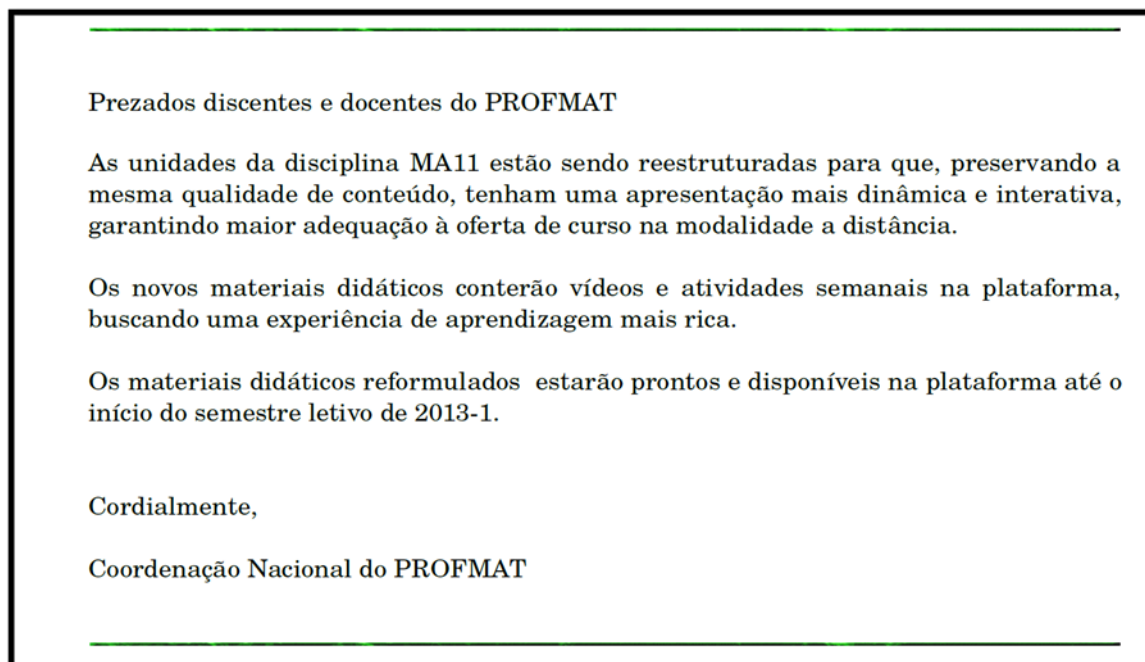 Prezados discentes e docentes do PROFMAT
As unidades da disciplina MA11 estão sendo reestruturadas para que, preservando a
mesma qualidade de conteúdo, tenham uma apresentação mais dinâmica e interativa,
garantindo maior adequação à oferta de curso na modalidade a distância.
Os novos materiais didáticos conterão vídeos e atividades semanais na plataforma,
buscando uma experiência de aprendizagem mais rica.
Os materiais didáticos reformulados estarão prontos e disponíveis na plataforma até o
início do semestre letivo de 2013-1.
Cordialmente,
Coordenação Nacional do PROFMAT